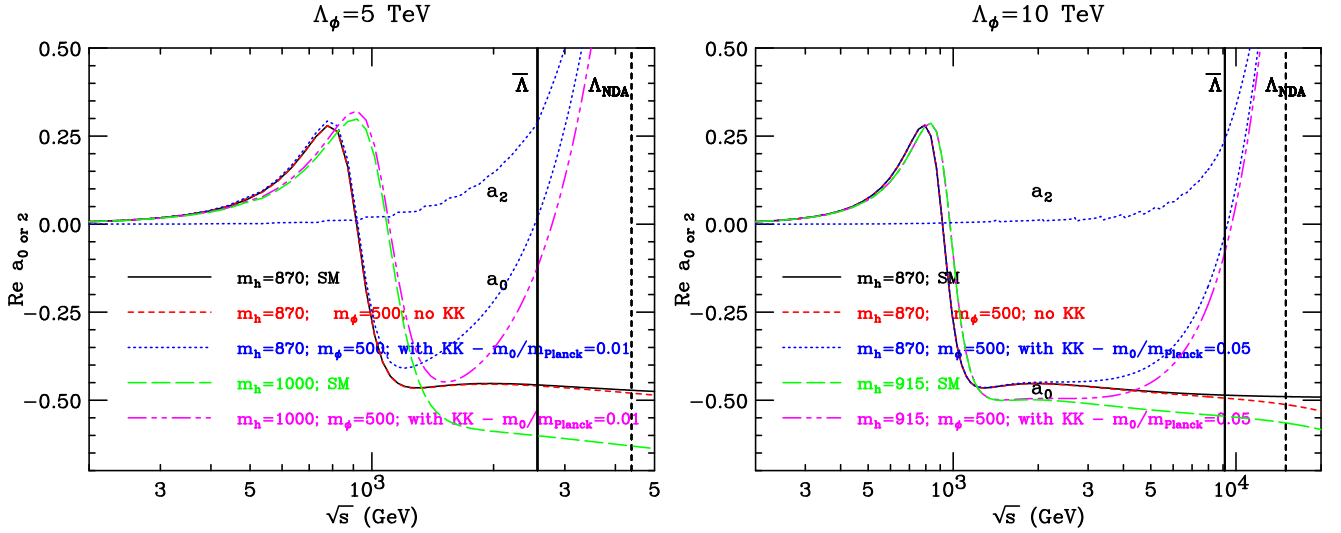 Λϕ=5 TeV
0.50
0.25
0.00
−0.25
−0.50
Re a0 or 2
Λ̅
ΛNDA
a2
a0
mh=870; SM
mh=870; mϕ=500; no KK
mh=870; mϕ=500; with KK − m0/mPlanck=0.01
mh=1000; SM
mh=1000; mϕ=500; with KK − m0/mPlanck=0.01
3
5
10³
3
5
√s (GeV)
Λϕ=10 TeV
0.50
0.25
0.00
−0.25
−0.50
Re a0 or 2
Λ̅
ΛNDA
a2
a0
mh=870; SM
mh=870; mϕ=500; no KK
mh=870; mϕ=500; with KK − m0/mPlanck=0.05
mh=915; SM
mh=915; mϕ=500; with KK − m0/mPlanck=0.05
3
5
10³
3
5
10⁴
√s (GeV)